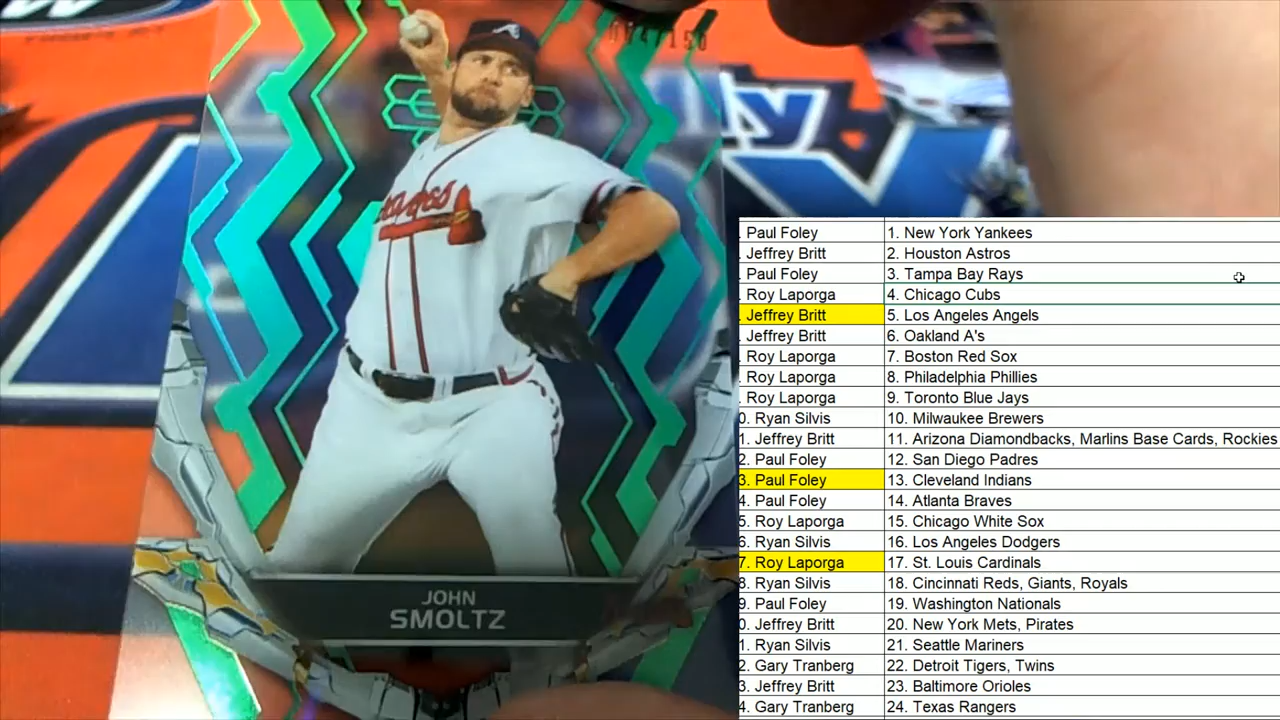 074/150
Braves
JOHN
SMOLTZ
. Paul Foley 1. New York Yankees
. Jeffrey Britt 2. Houston Astros
. Paul Foley 3. Tampa Bay Rays
. Roy Laporga 4. Chicago Cubs
Jeffrey Britt 5. Los Angeles Angels
. Jeffrey Britt 6. Oakland A's
. Roy Laporga 7. Boston Red Sox
. Roy Laporga 8. Philadelphia Phillies
. Roy Laporga 9. Toronto Blue Jays
0. Ryan Silvis 10. Milwaukee Brewers
1. Jeffrey Britt 11. Arizona Diamondbacks, Marlins Base Cards, Rockies
2. Paul Foley 12. San Diego Padres
3. Paul Foley 13. Cleveland Indians
4. Paul Foley 14. Atlanta Braves
5. Roy Laporga 15. Chicago White Sox
6. Ryan Silvis 16. Los Angeles Dodgers
7. Roy Laporga 17. St. Louis Cardinals
8. Ryan Silvis 18. Cincinnati Reds, Giants, Royals
9. Paul Foley 19. Washington Nationals
0. Jeffrey Britt 20. New York Mets, Pirates
1. Ryan Silvis 21. Seattle Mariners
2. Gary Tranberg 22. Detroit Tigers, Twins
3. Jeffrey Britt 23. Baltimore Orioles
4. Gary Tranberg 24. Texas Rangers